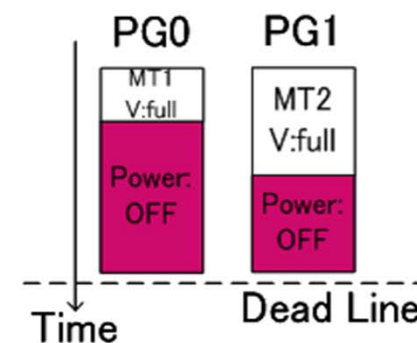 PG0 PG1
MT1
V:full
Power:
OFF
MT2
V:full
Power:
OFF
Time
Dead Line